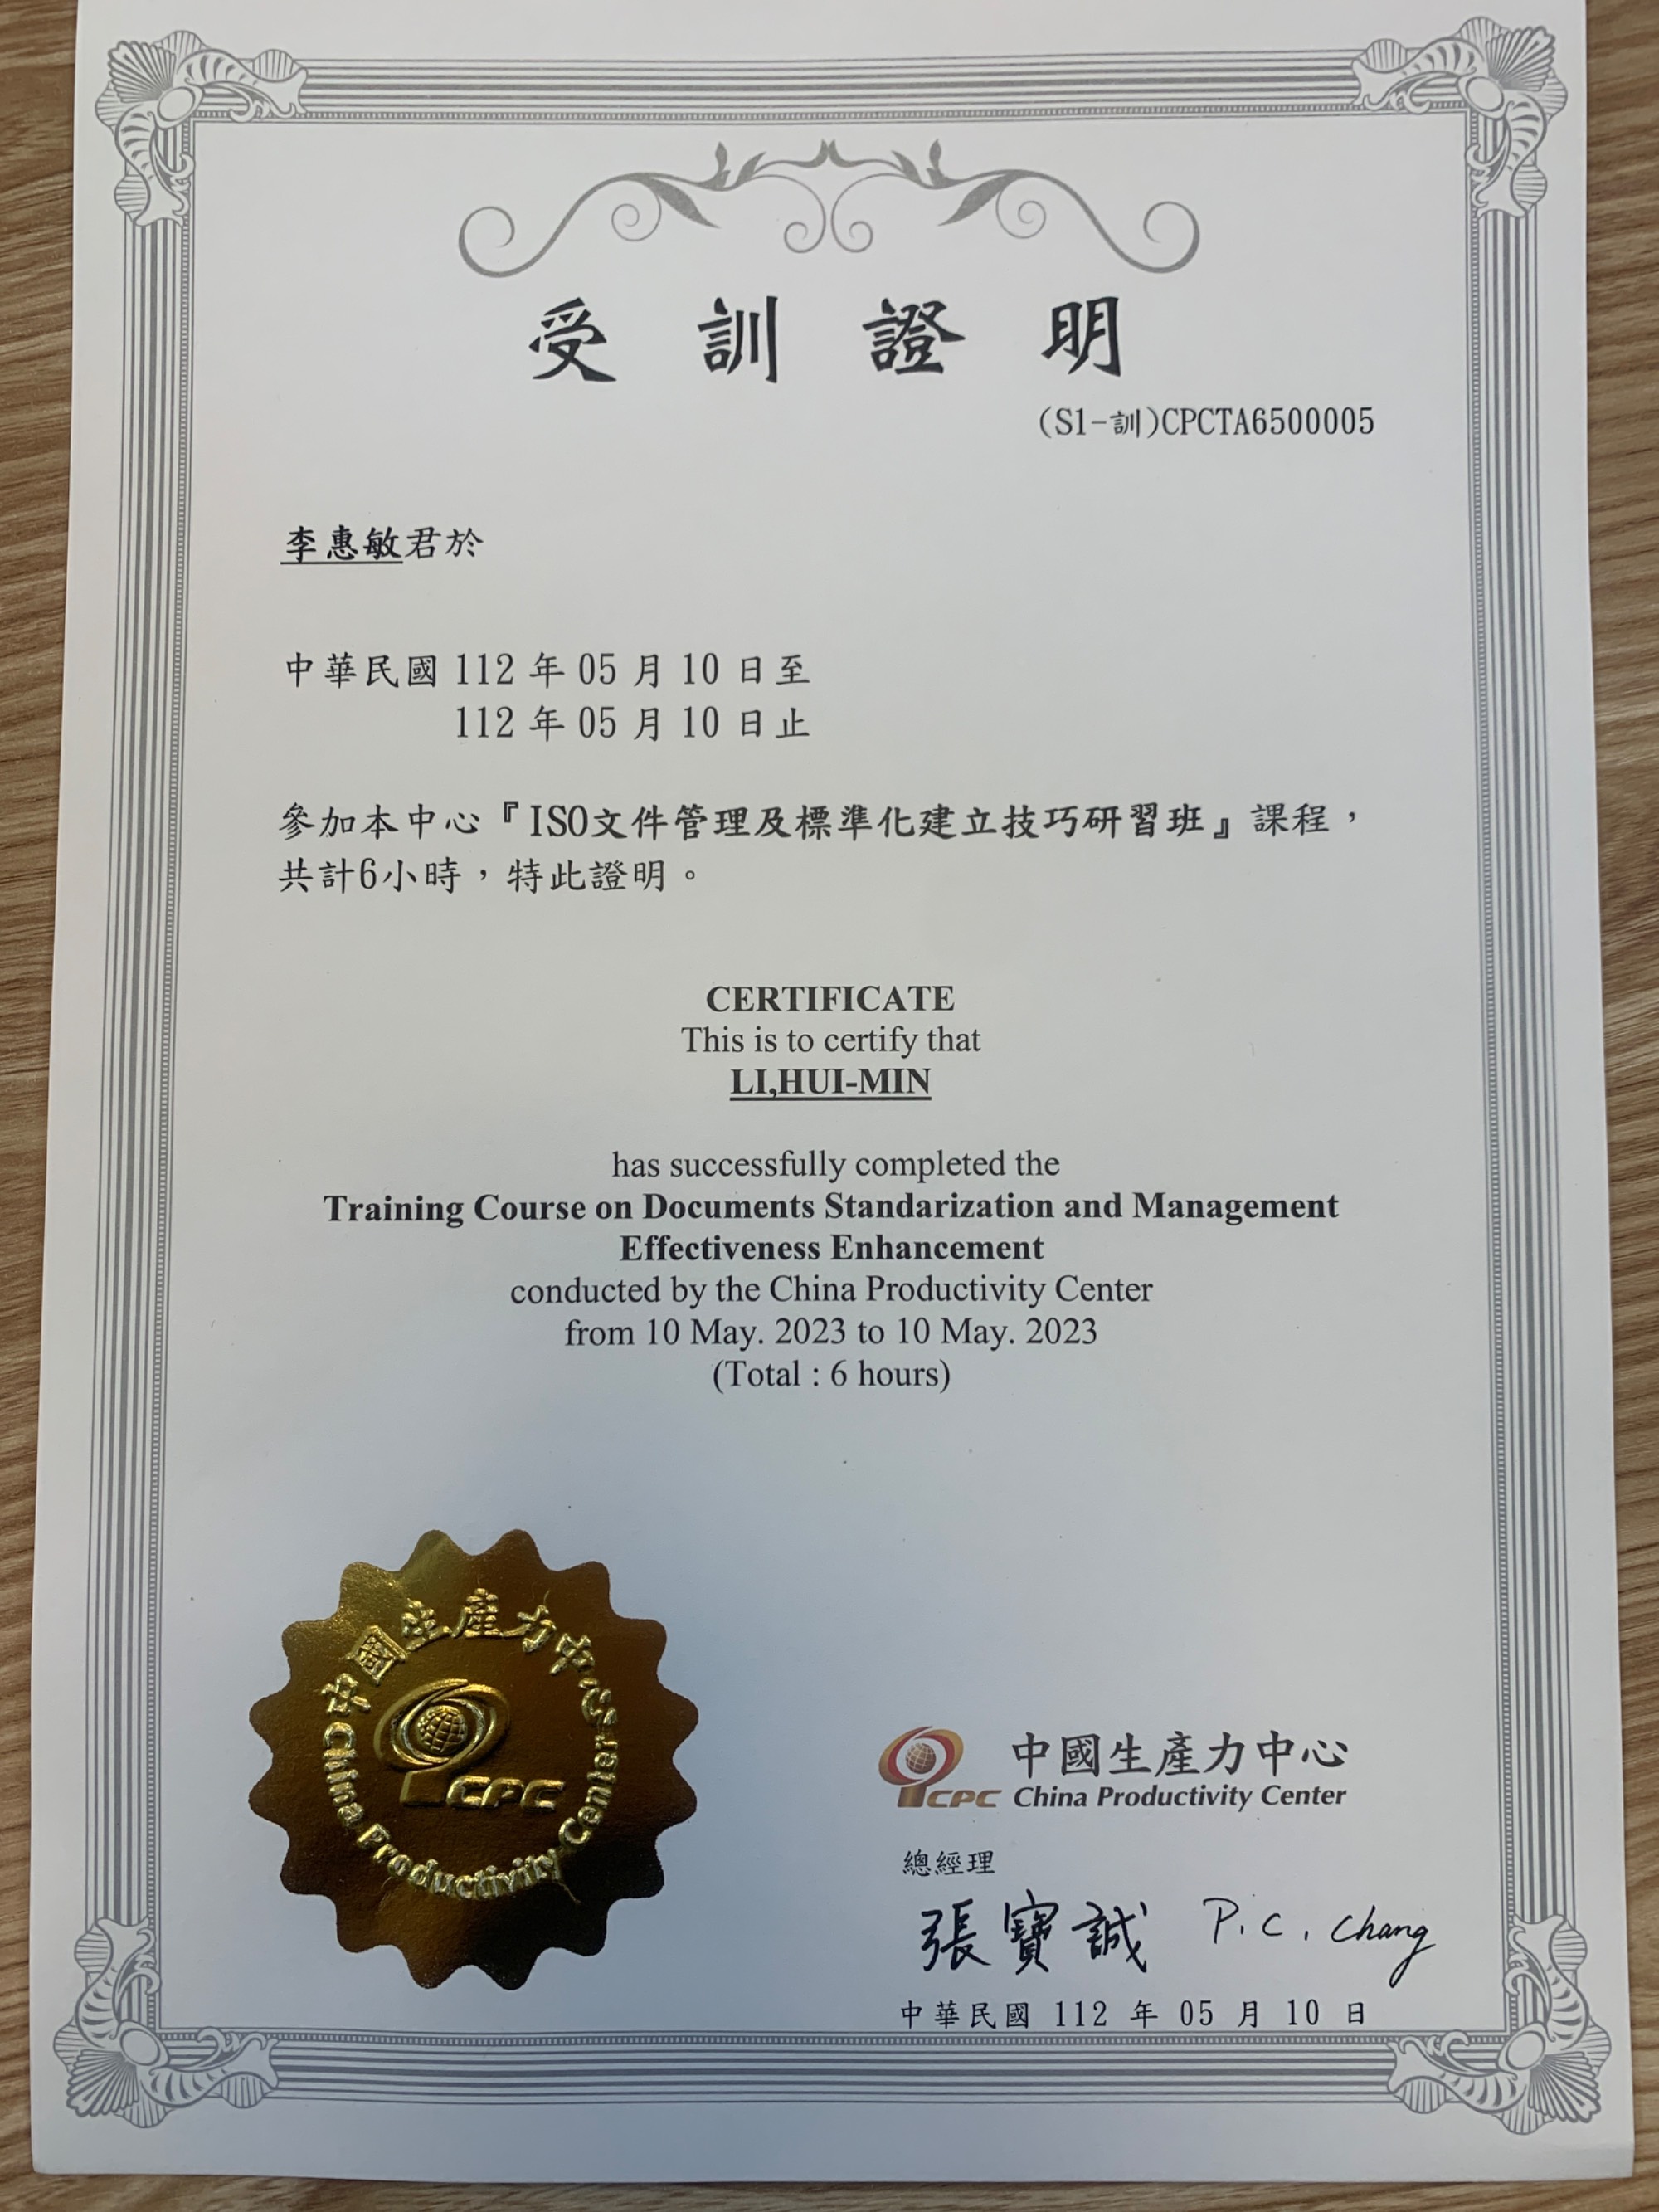 受訓證明
(S1-訓)CPCTA6500005
李惠敏君於
中華民國 112 年 05 月 10 日至
112 年 05 月 10 日止
參加本中心『ISO文件管理及標準化建立技巧研習班』課程，
共計6小時，特此證明。
CERTIFICATE
This is to certify that
LI,HUI-MIN
has successfully completed the
Training Course on Documents Standarization and Management
Effectiveness Enhancement
conducted by the China Productivity Center
from 10 May. 2023 to 10 May. 2023
(Total : 6 hours)
中國生產力中心
CPC
China Productivity Center
中國生產力中心
CPC China Productivity Center
總經理
張寶誠 P.C. Chang
中華民國 112 年 05 月 10 日